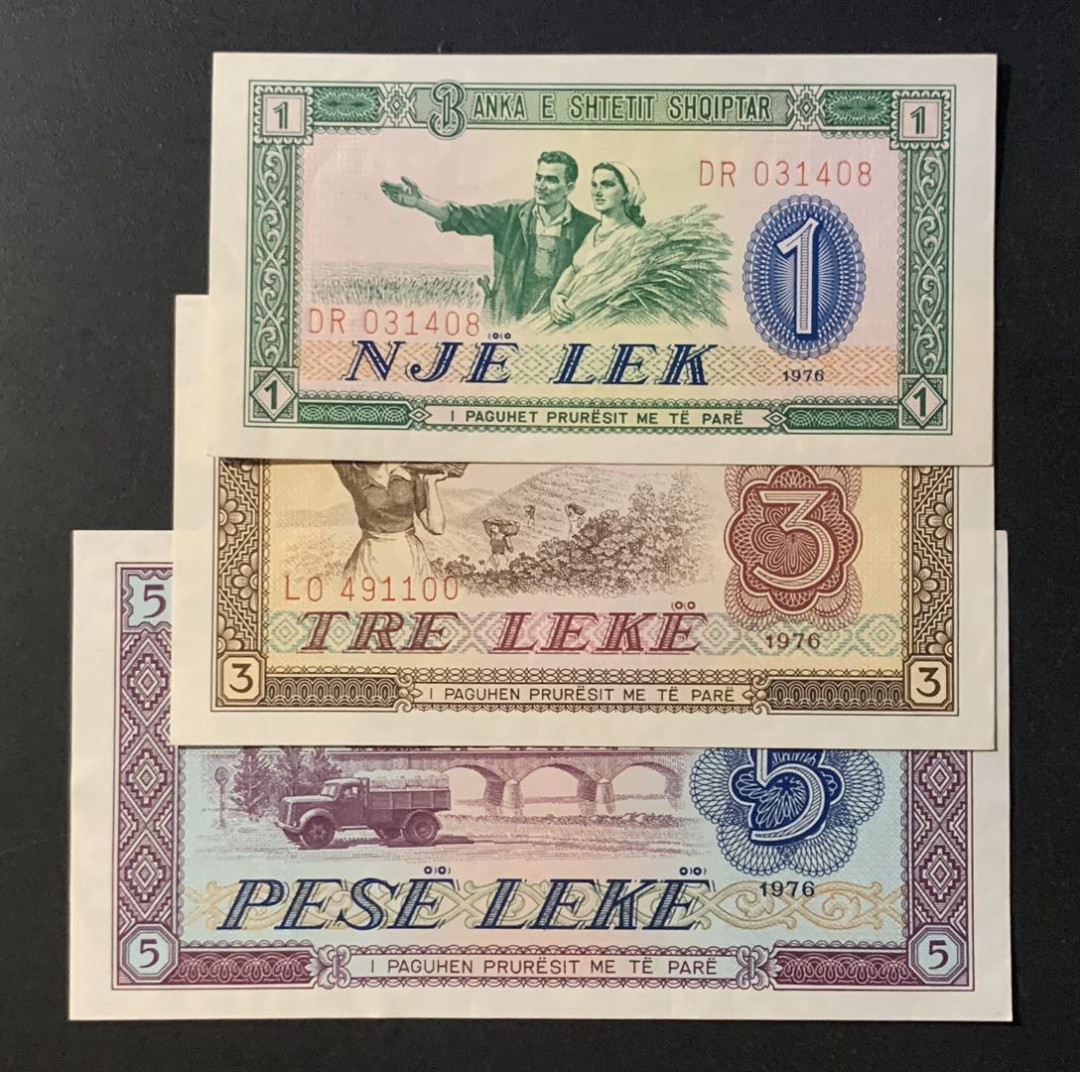 1 BANKA E SHTETIT SHQIPTAR 1
DR 031408
1
DR 031408
NJË LEK
1976
1 I PAGUHET PRURËSIT ME TË PARË 1
3
LO 491100
TRE LEKË
1976
3 I PAGUHEN PRURËSIT ME TË PARË 3
5
5
PESË LEKË
1976
5 I PAGUHEN PRURËSIT ME TË PARË 5